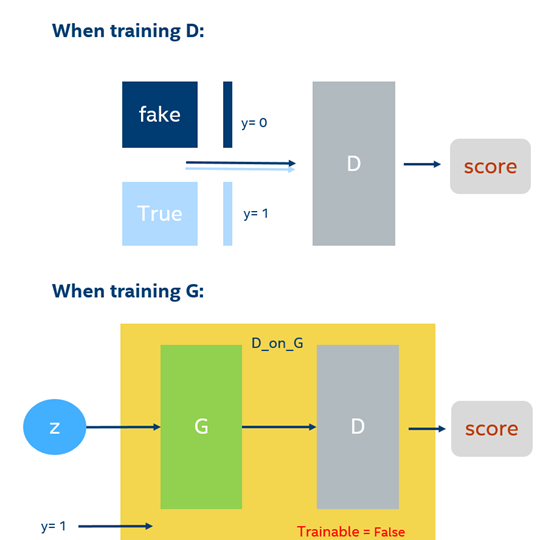 When training D:
fake
y= 0
D
score
True
y= 1
When training G:
D_on_G
z
G
D
score
y= 1
Trainable = False